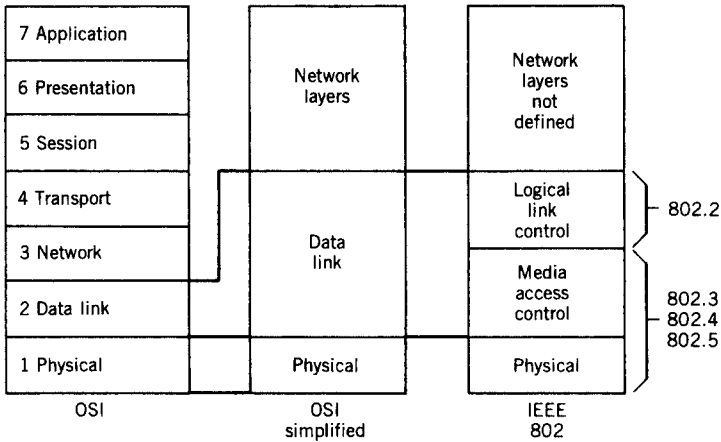 7 Application
6 Presentation
5 Session
4 Transport
3 Network
2 Data link
1 Physical
OSI
Network
layers
Data
link
Physical
OSI
simplified
Network
layers
not
defined
Logical
link
control
Media
access
control
Physical
IEEE
802
802.2
802.3
802.4
802.5